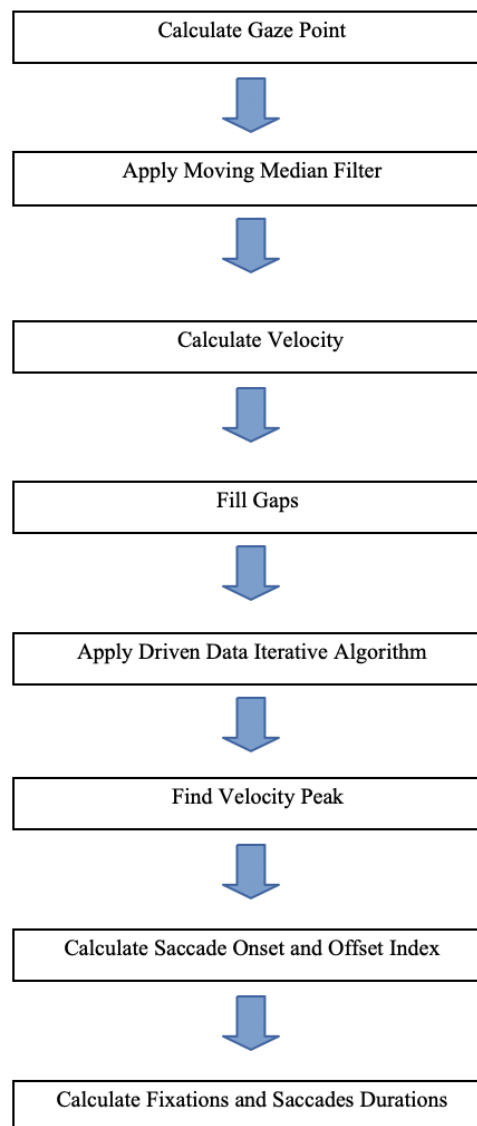 Calculate Gaze Point
Apply Moving Median Filter
Calculate Velocity
Fill Gaps
Apply Driven Data Iterative Algorithm
Find Velocity Peak
Calculate Saccade Onset and Offset Index
Calculate Fixations and Saccades Durations